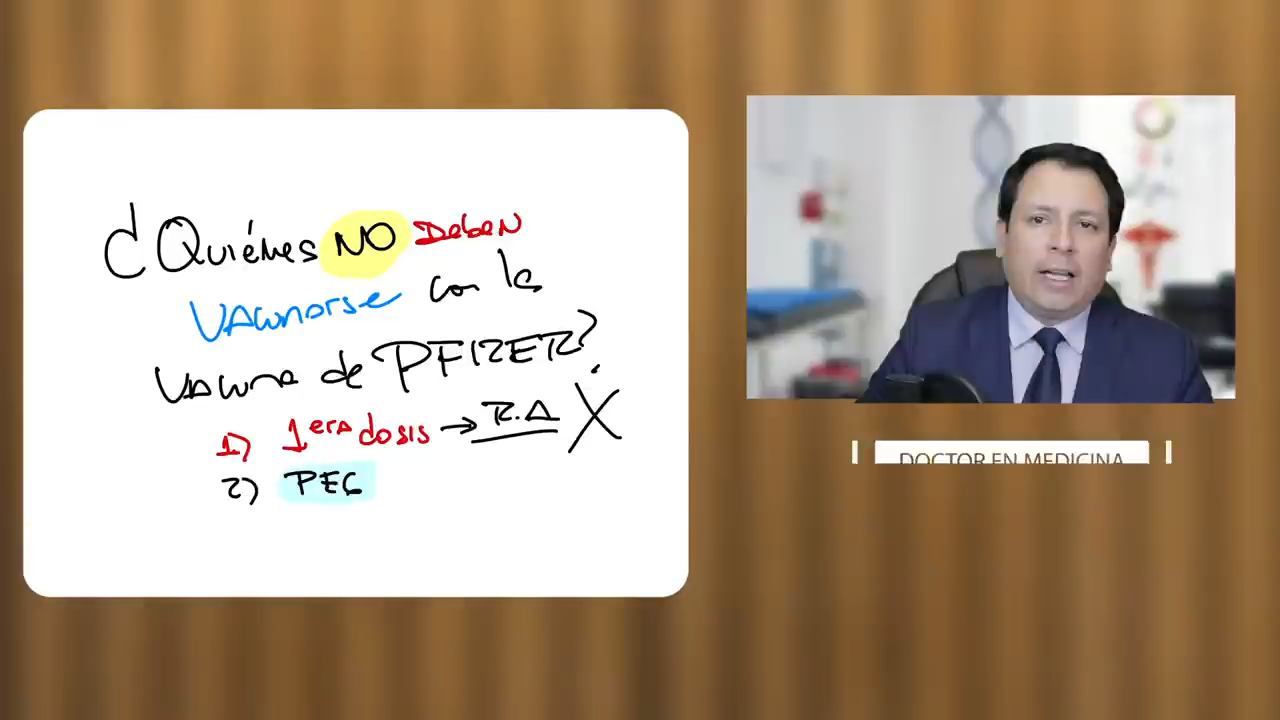 ¿Quiénes NO Deben
Vacunarse con la
Vacuna de PFIZER?
1) 1era dosis → R.A X
2) PEG
DOCTOR EN MEDICINA